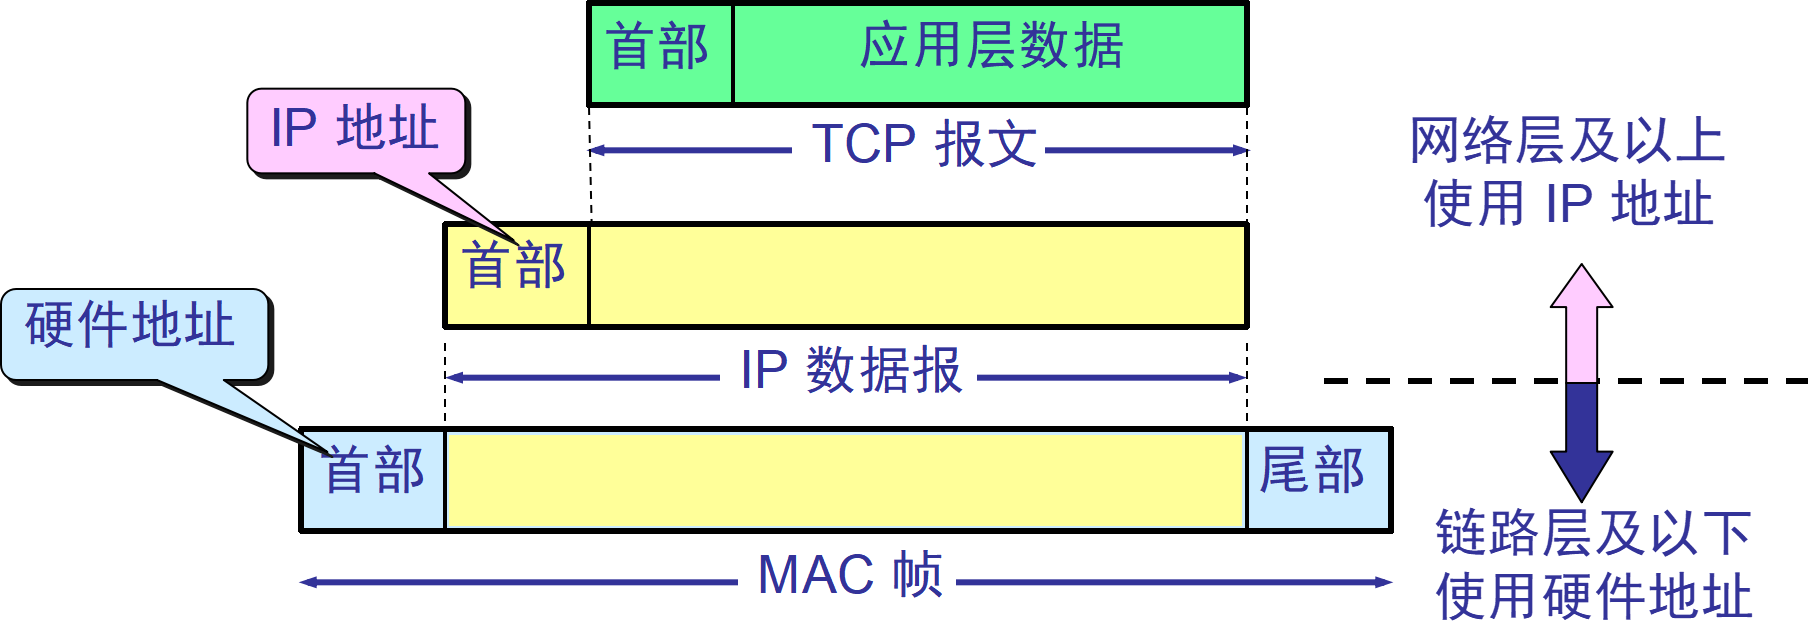 首部
应用层数据
IP 地址
TCP 报文
网络层及以上
使用 IP 地址
首部
硬件地址
IP 数据报
首部
尾部
链路层及以下
使用硬件地址
MAC 帧